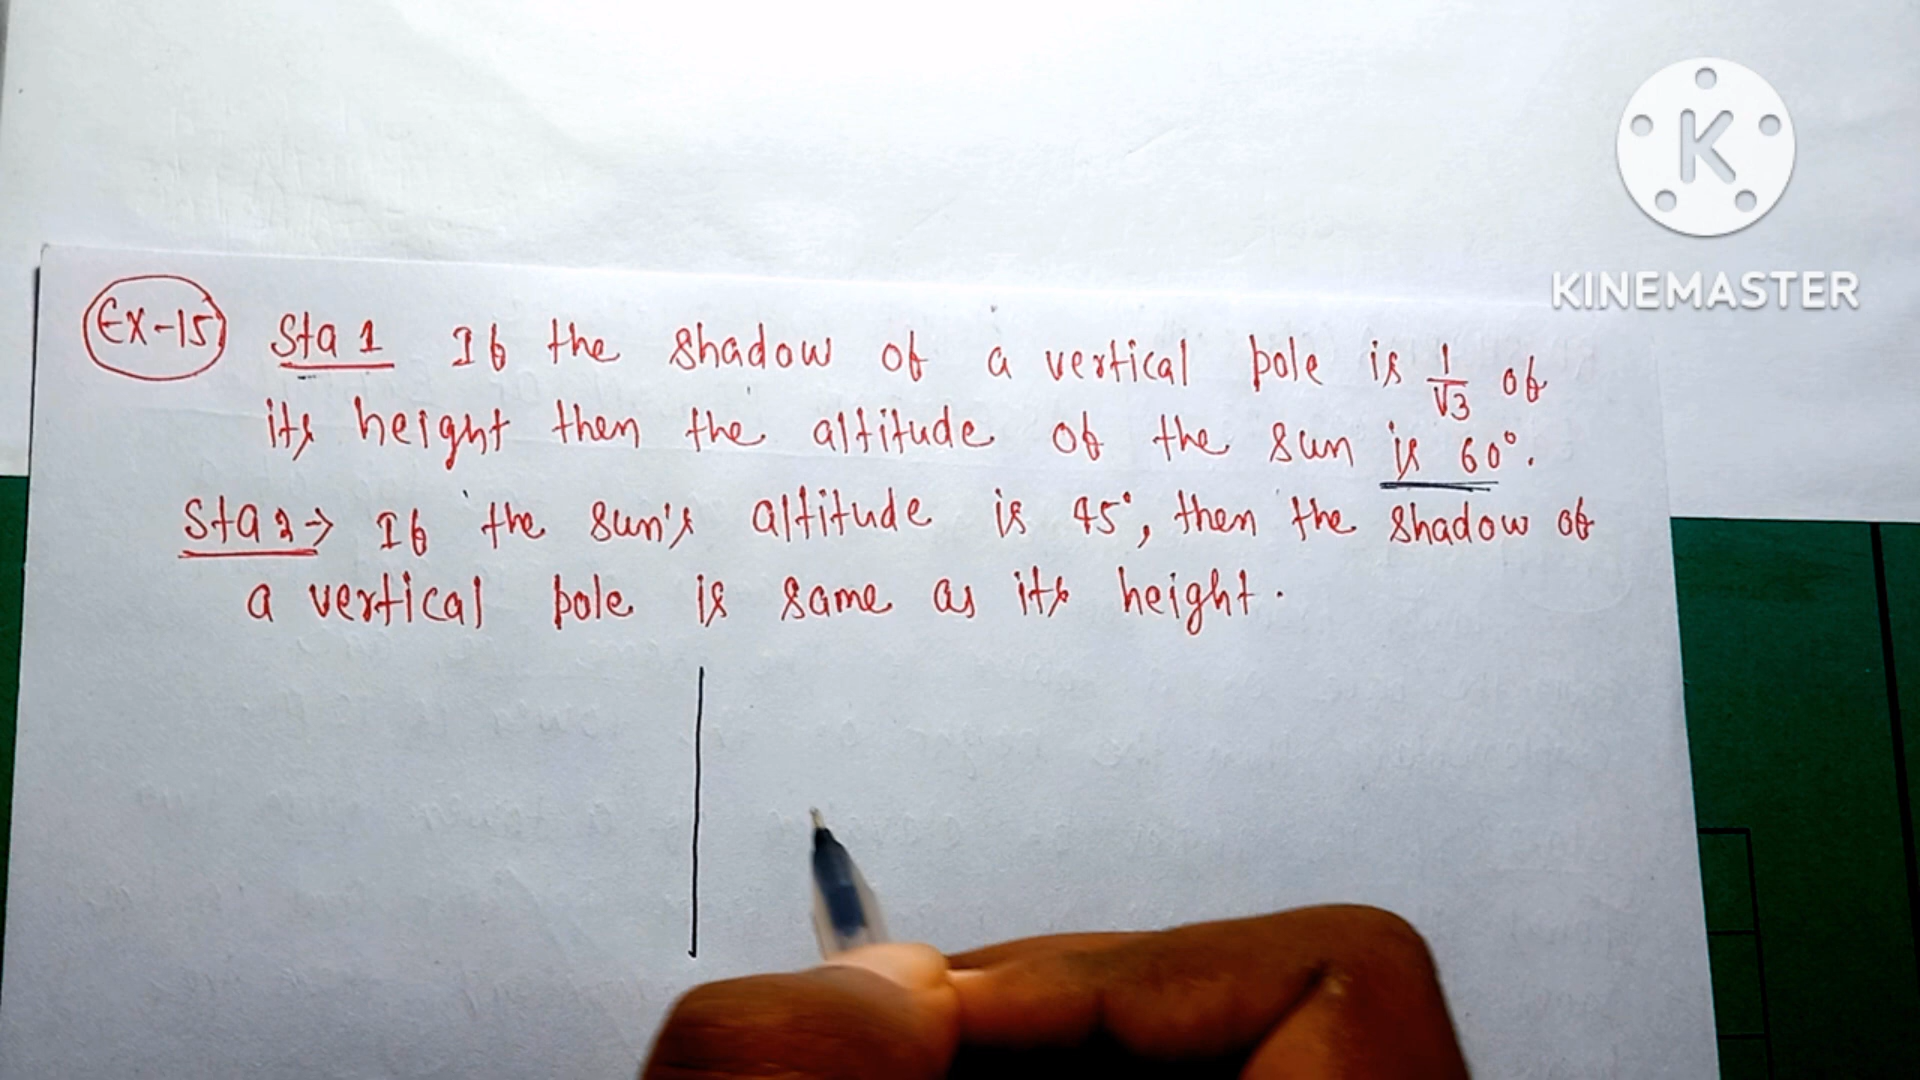 K
KINEMASTER
Ex-15 Sta 1 If the shadow of a vertical pole is 1/√3 of
its height then the altitude of the sun is 60°.
Sta 2→ If the sun's altitude is 45°, then the shadow of
a vertical pole is same as its height.